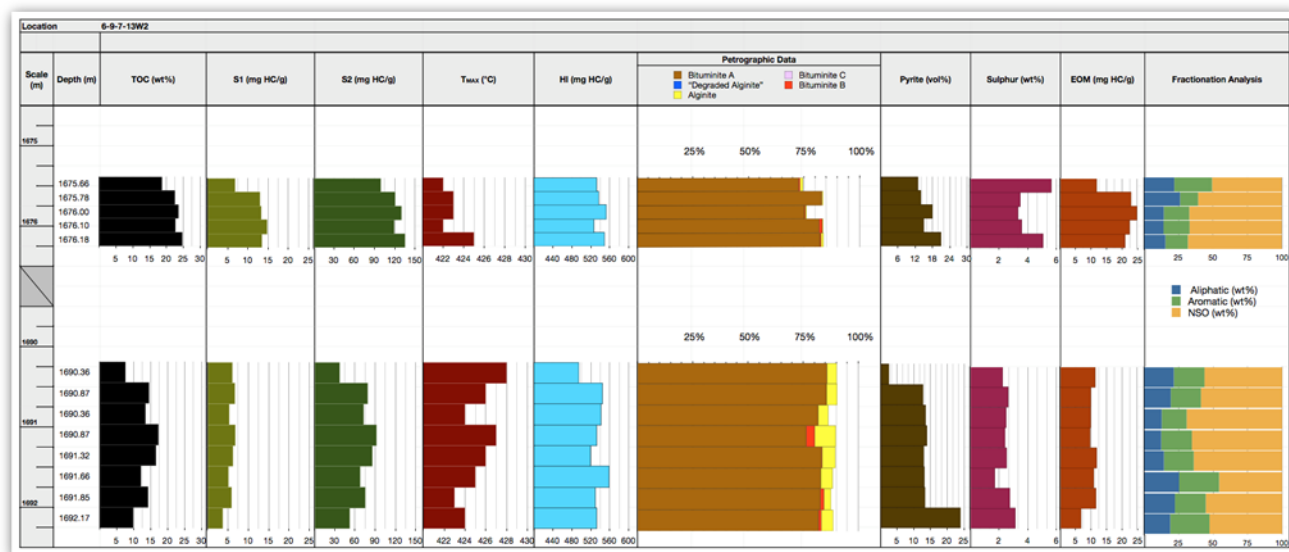 Location 6-9-7-13W2
Scale (m) Depth (m) TOC (wt%) S1 (mg HC/g) S2 (mg HC/g) TMAX (°C) HI (mg HC/g) Petrographic Data Pyrite (vol%) Sulphur (wt%) EOM (mg HC/g) Fractionation Analysis
Bituminite A Bituminite C
"Degraded Alginite" Bituminite B
Alginite
1675
25% 50% 75% 100%
1675.66
1675.78
1676.00
1676 1676.10
1676.18
5 10 15 20 25 30 5 10 15 20 25 30 60 90 120 150 422 424 426 428 430 440 480 520 560 600 6 12 18 24 30 2 4 6 5 10 15 20 25 25 50 75 100
Aliphatic (wt%)
Aromatic (wt%)
NSO (wt%)
1690
25% 50% 75% 100%
1690.36
1690.87
1690.36
1691 1690.87
1691.32
1691.66
1691.85
1692 1692.17
5 10 15 20 25 30 5 10 15 20 25 30 60 90 120 150 422 424 426 428 430 440 480 520 560 600 6 12 18 24 30 2 4 6 5 10 15 20 25 25 50 75 100